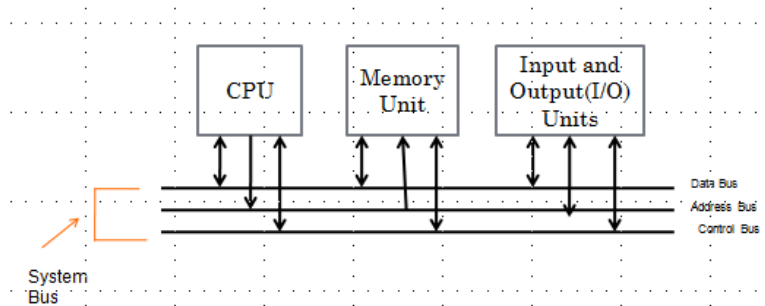 CPU
Memory
Unit
Input and
Output(I/O)
Units
Data Bus
Address Bus
Control Bus
System
Bus